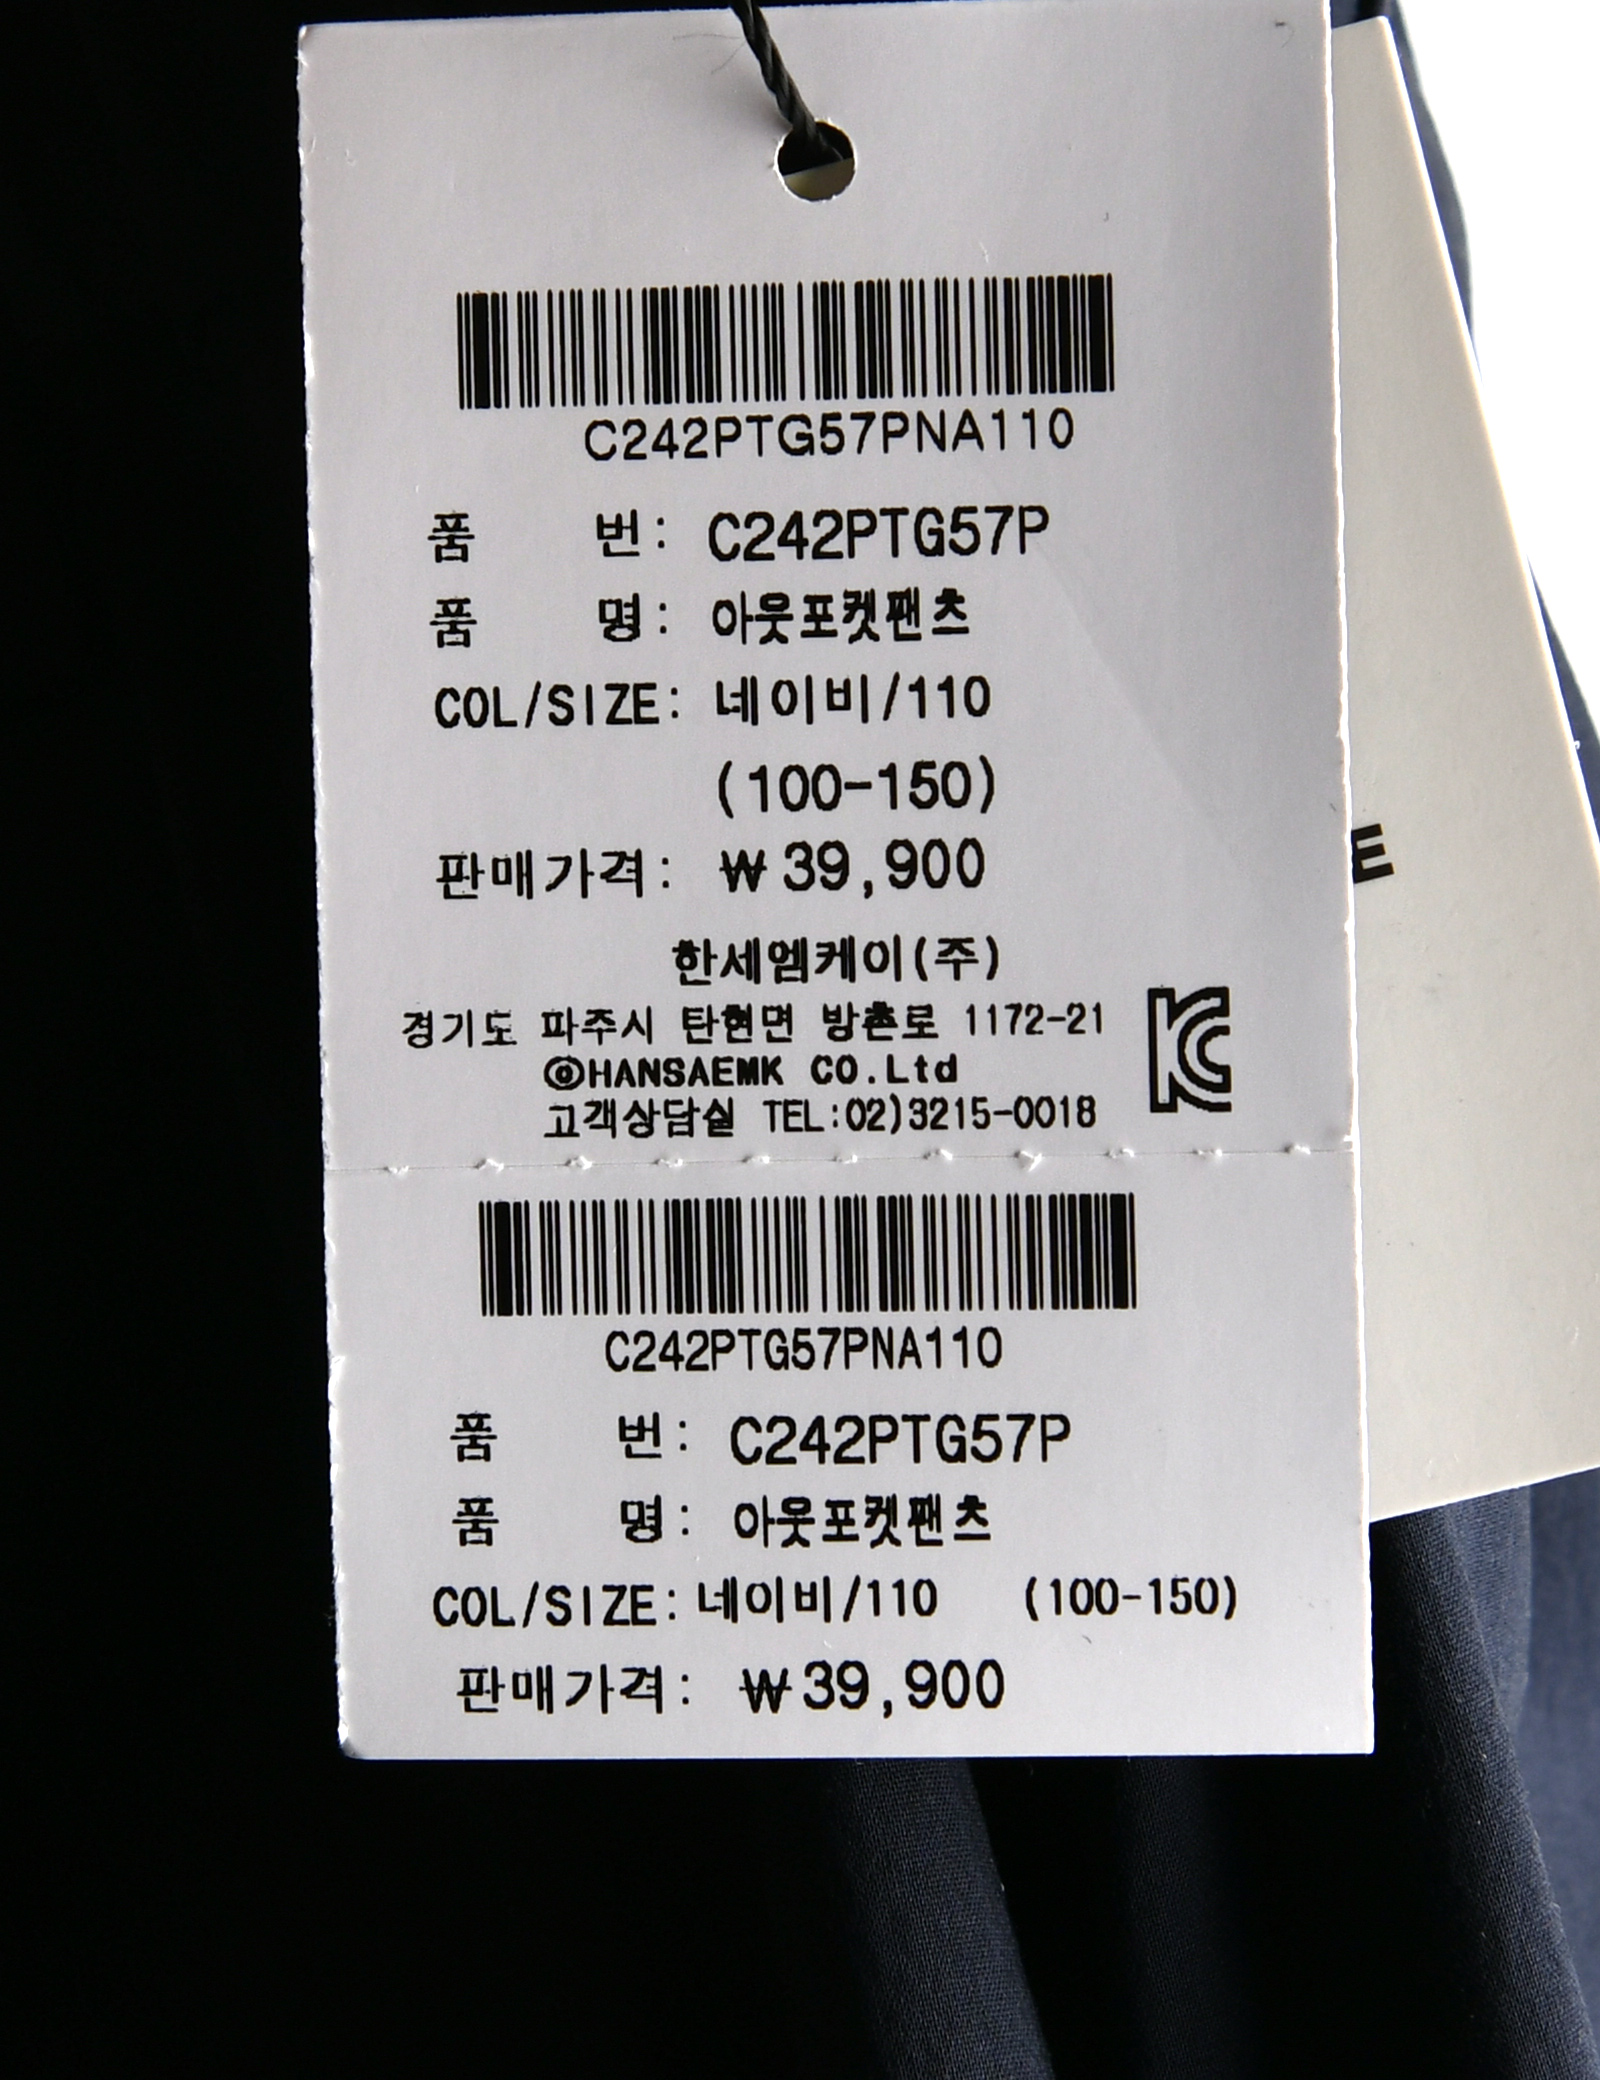 C242PTG57PNA110
품 번: C242PTG57P
품 명: 아웃포켓팬츠
COL/SIZE: 네이비/110
(100-150)
판매가격: ₩39,900
한세엠케이(주)
경기도 파주시 탄현면 방촌로 1172-21
ⓒHANSAEMK CO.Ltd
고객상담실 TEL:02)3215-0018
C242PTG57PNA110
품 번: C242PTG57P
품 명: 아웃포켓팬츠
COL/SIZE: 네이비/110 (100-150)
판매가격: ₩39,900